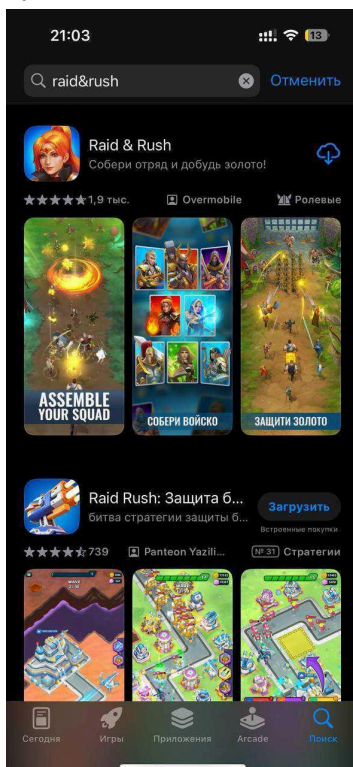 21:03
13
raid&rush
Отменить
Raid & Rush
Собери отряд и добудь золото!
1,9 тыс.
Overmobile
Ролевые
ASSEMBLE
YOUR SQUAD
СОБЕРИ ВОЙСКО
ЗАЩИТИ ЗОЛОТО
Raid Rush: Защита б...
битва стратегии защиты б...
Загрузить
Встроенные покупки
739
Panteon Yazili...
№ 31
Стратегии
Сегодня
Игры
Приложения
Arcade
Поиск